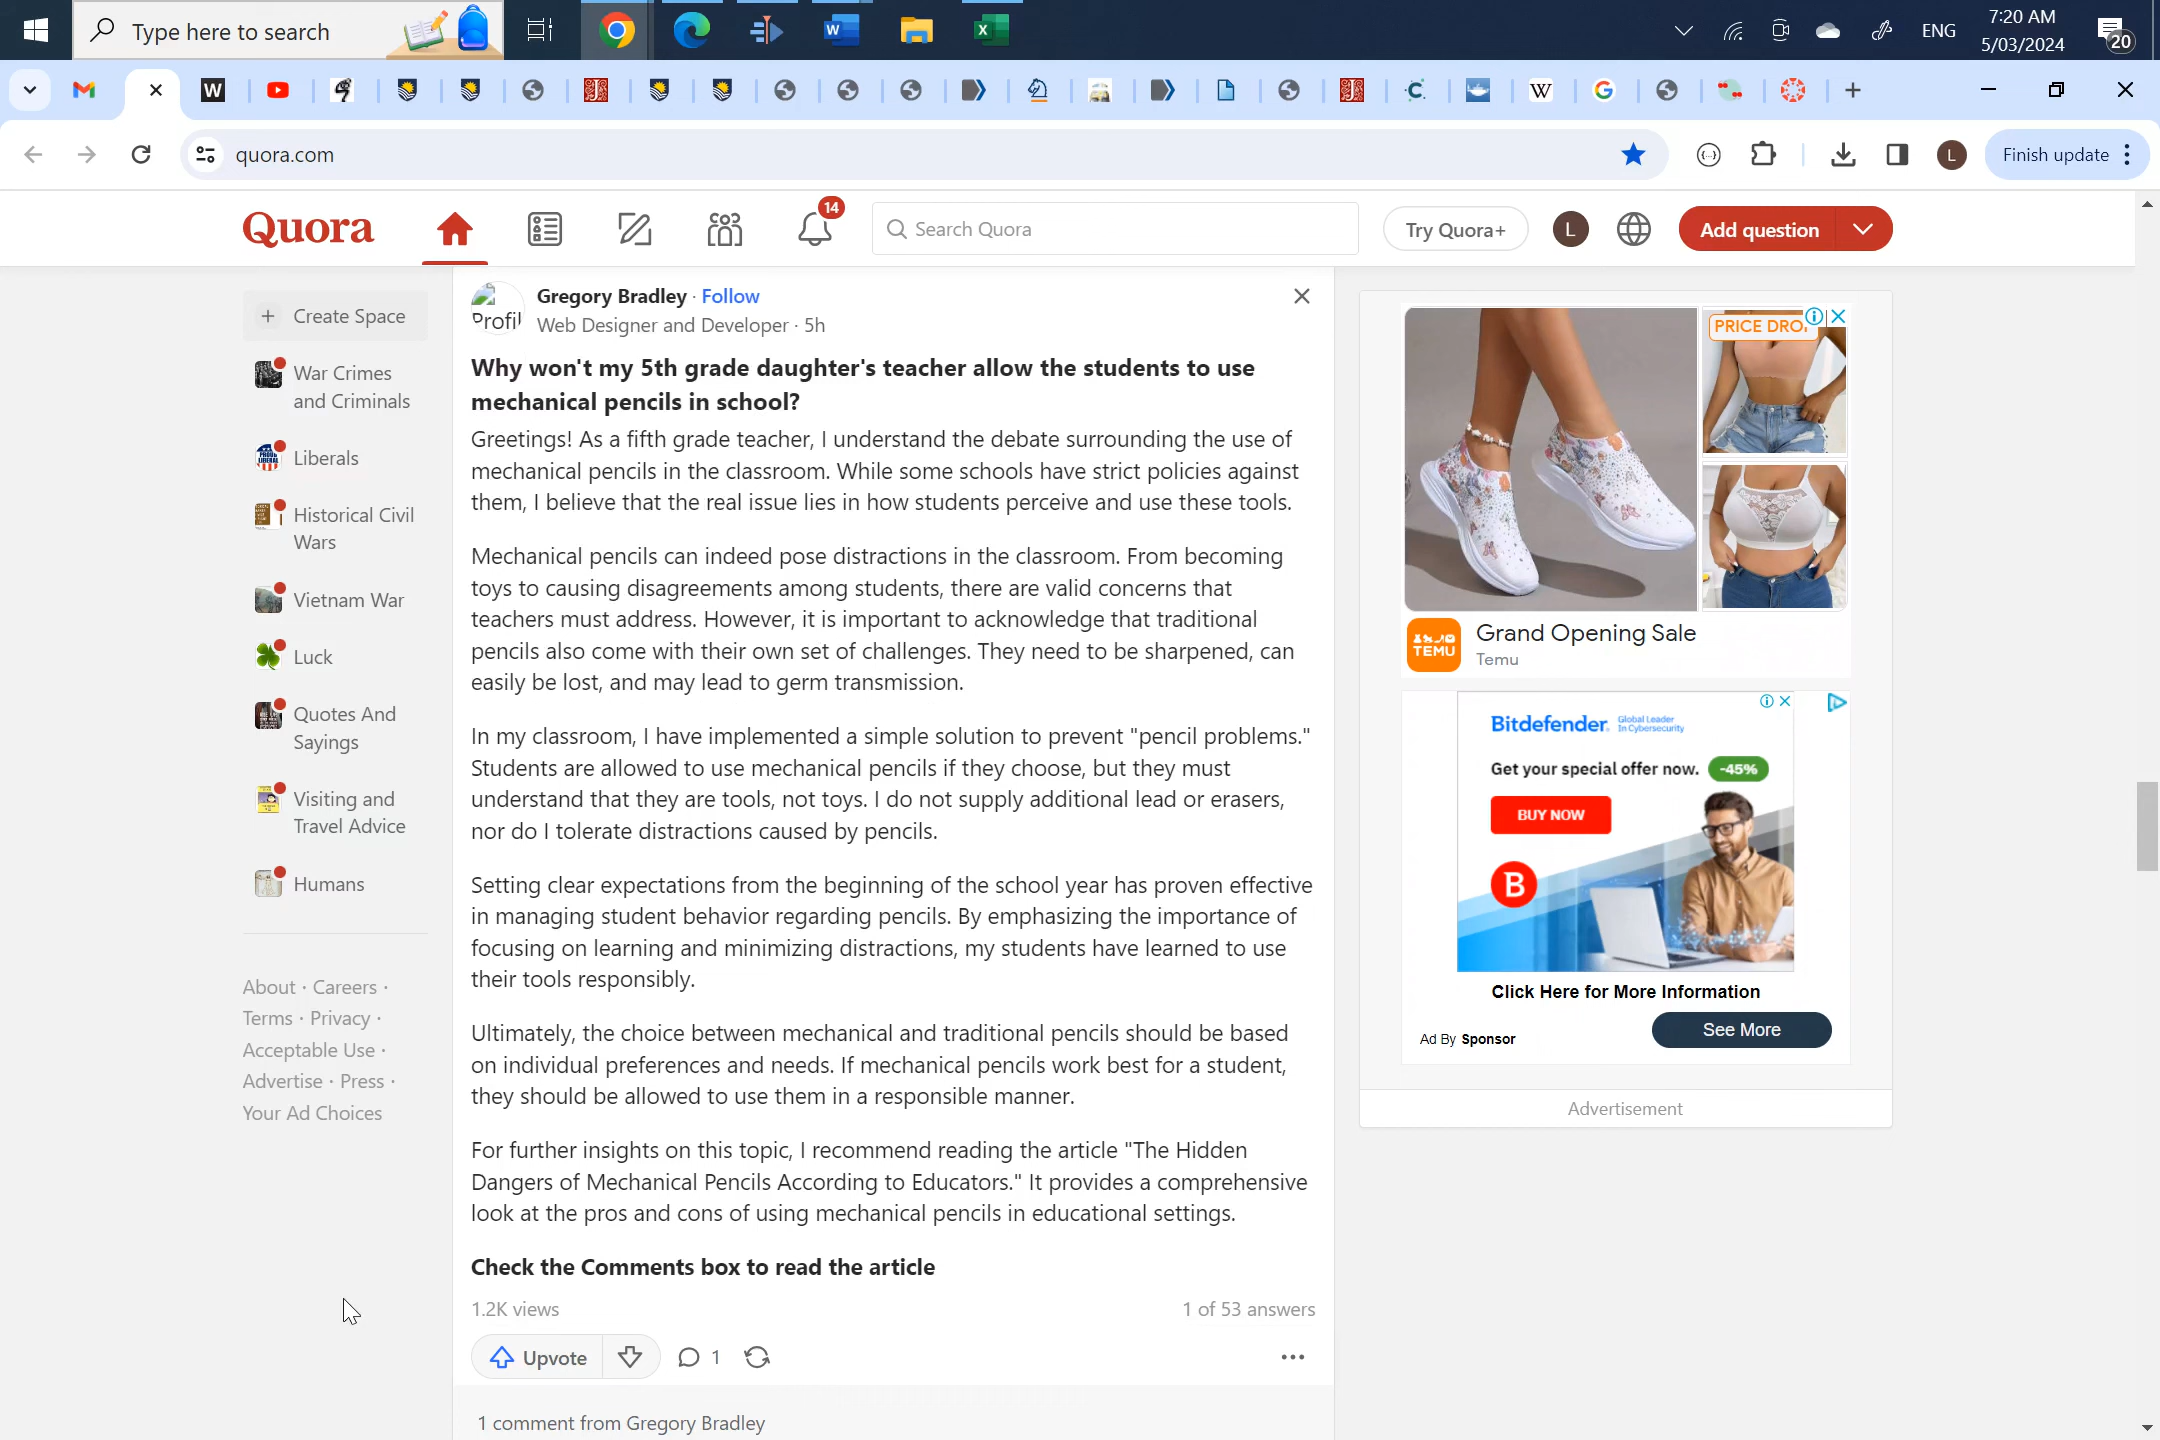 Type here to search
ENG
7:20 AM
5/03/2024
20
quora.com
L
Finish update
Quora
14
Search Quora
Try Quora+
L
Add question
Create Space
War Crimes
and Criminals
Liberals
Historical Civil
Wars
Vietnam War
Luck
Quotes And
Sayings
Visiting and
Travel Advice
Humans
About · Careers ·
Terms · Privacy ·
Acceptable Use ·
Advertise · Press ·
Your Ad Choices
Profil
Gregory Bradley · Follow
Web Designer and Developer · 5h
Why won't my 5th grade daughter's teacher allow the students to use
mechanical pencils in school?
Greetings! As a fifth grade teacher, I understand the debate surrounding the use of
mechanical pencils in the classroom. While some schools have strict policies against
them, I believe that the real issue lies in how students perceive and use these tools.
Mechanical pencils can indeed pose distractions in the classroom. From becoming
toys to causing disagreements among students, there are valid concerns that
teachers must address. However, it is important to acknowledge that traditional
pencils also come with their own set of challenges. They need to be sharpened, can
easily be lost, and may lead to germ transmission.
In my classroom, I have implemented a simple solution to prevent "pencil problems."
Students are allowed to use mechanical pencils if they choose, but they must
understand that they are tools, not toys. I do not supply additional lead or erasers,
nor do I tolerate distractions caused by pencils.
Setting clear expectations from the beginning of the school year has proven effective
in managing student behavior regarding pencils. By emphasizing the importance of
focusing on learning and minimizing distractions, my students have learned to use
their tools responsibly.
Ultimately, the choice between mechanical and traditional pencils should be based
on individual preferences and needs. If mechanical pencils work best for a student,
they should be allowed to use them in a responsible manner.
For further insights on this topic, I recommend reading the article "The Hidden
Dangers of Mechanical Pencils According to Educators." It provides a comprehensive
look at the pros and cons of using mechanical pencils in educational settings.
Check the Comments box to read the article
1.2K views
1 of 53 answers
Upvote
1
1 comment from Gregory Bradley
PRICE DRO
TEMU
Grand Opening Sale
Temu
Bitdefender Global Leader
In Cybersecurity
Get your special offer now. -45%
BUY NOW
B
Click Here for More Information
Ad By Sponsor
See More
Advertisement